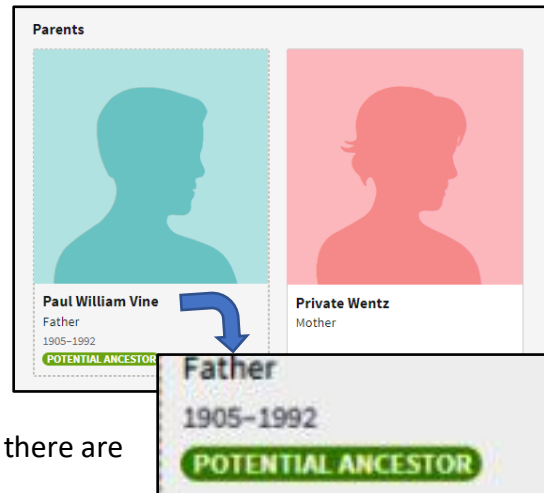 Parents
Paul William Vine
Father
1905–1992
POTENTIAL ANCESTOR
Private Wentz
Mother
Father
1905–1992
POTENTIAL ANCESTOR
there are